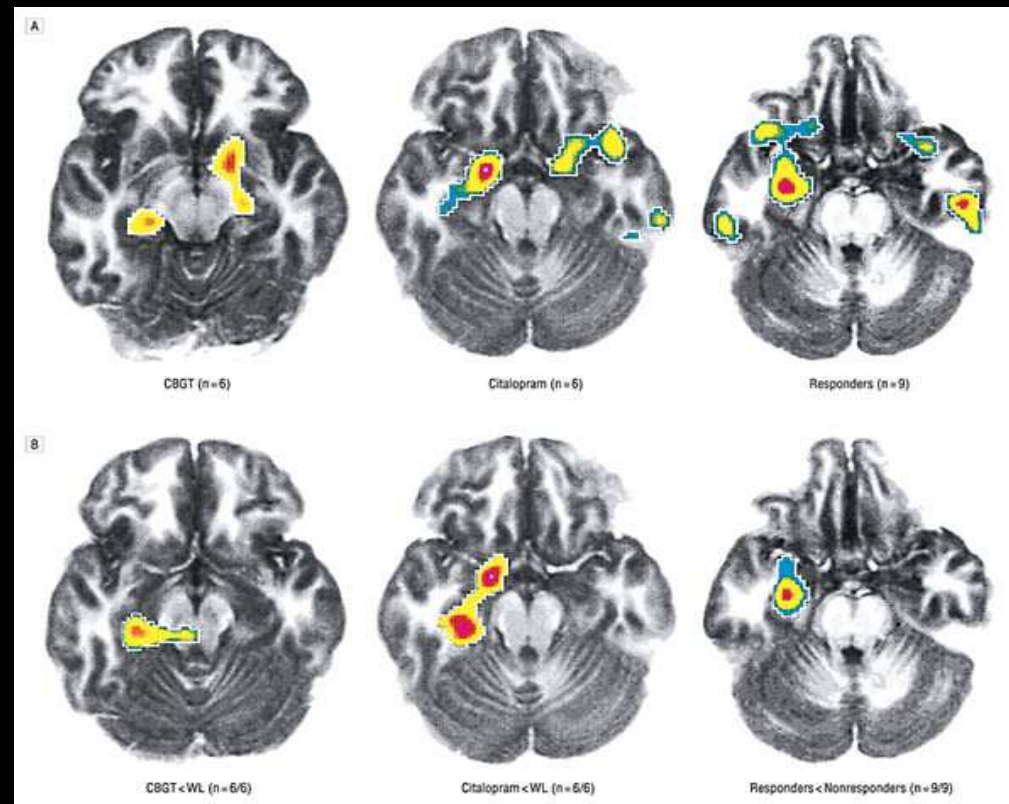 A
CBGT (n=6)
Citalopram (n=6)
Responders (n=9)
B
CBGT<WL (n=6/6)
Citalopram<WL (n=6/6)
Responders<Nonresponders (n=9/9)